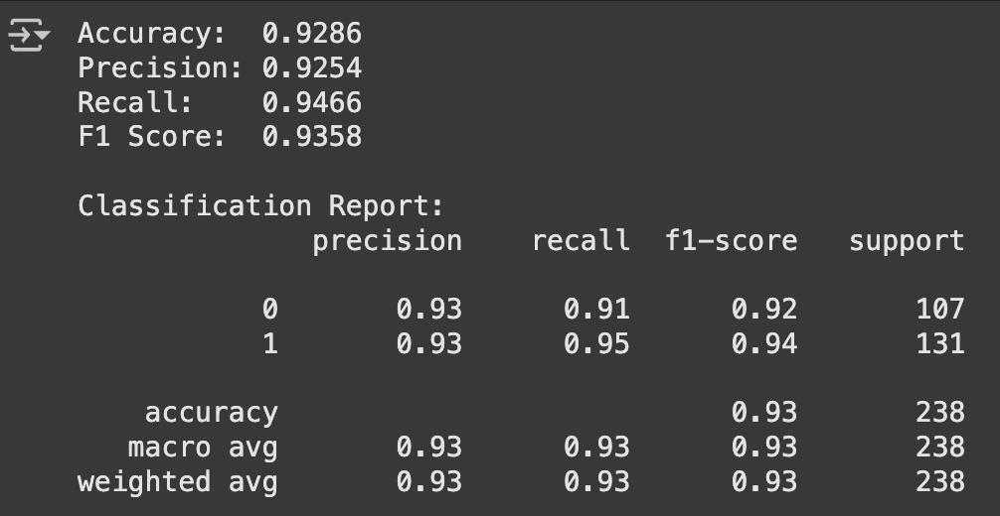 Accuracy:  0.9286
Precision: 0.9254
Recall:    0.9466
F1 Score:  0.9358

Classification Report:
              precision    recall  f1-score   support

           0       0.93      0.91      0.92       107
           1       0.93      0.95      0.94       131

    accuracy                           0.93       238
   macro avg       0.93      0.93      0.93       238
weighted avg       0.93      0.93      0.93       238